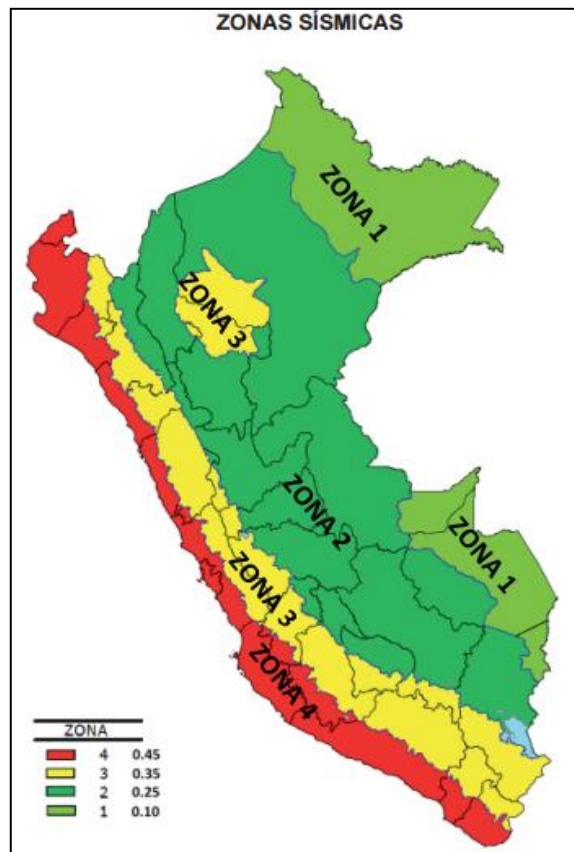 ZONAS SÍSMICAS
ZONA 1
ZONA 3
ZONA 2
ZONA 1
ZONA 3
ZONA 4
ZONA
4 0.45
3 0.35
2 0.25
1 0.10